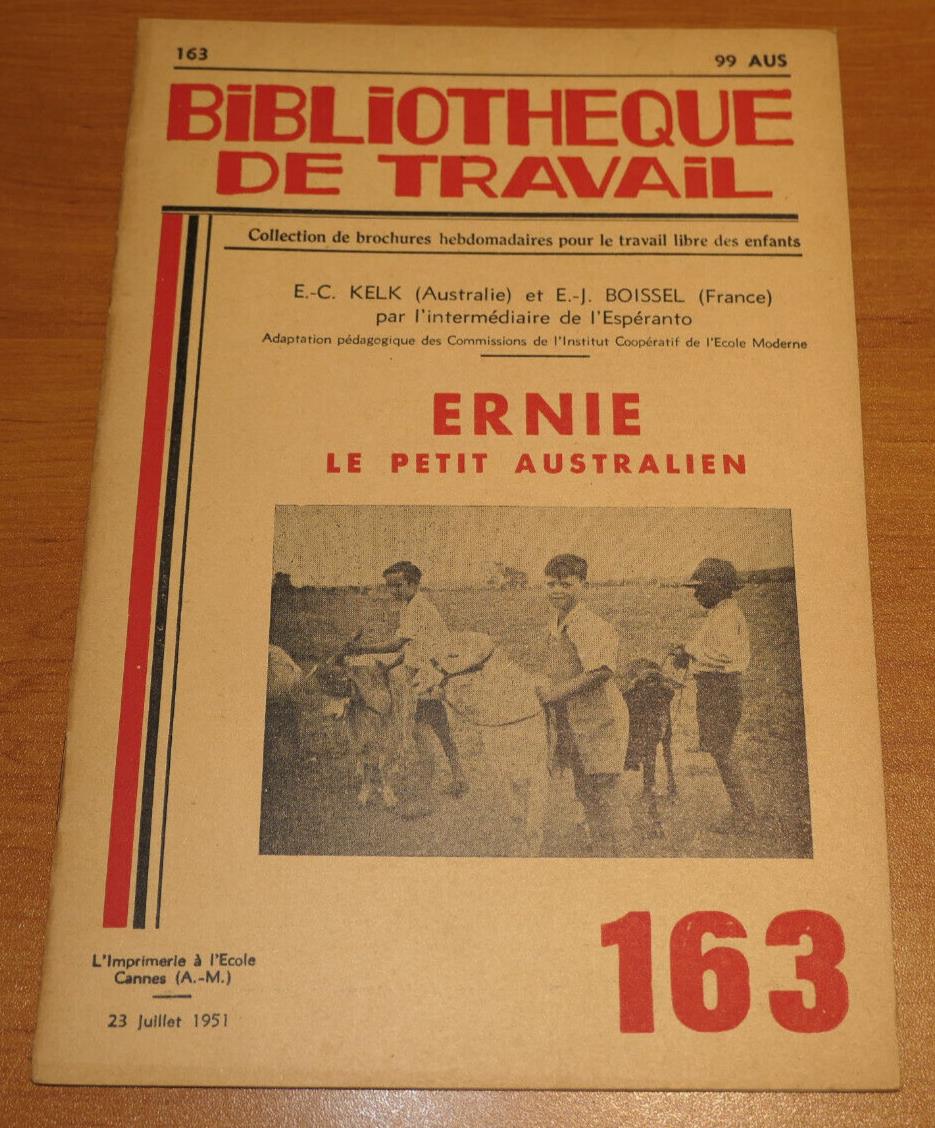 163 99 AUS
BiBLiOTHEQUE
DE TRAVAiL
Collection de brochures hebdomadaires pour le travail libre des enfants
E.-C. KELK (Australie) et E.-J. BOISSEL (France)
par l'intermédiaire de l'Espéranto
Adaptation pédagogique des Commissions de l'Institut Coopératif de l'Ecole Moderne
ERNIE
LE PETIT AUSTRALIEN
163
L'Imprimerie à l'Ecole
Cannes (A.-M.)
23 Juillet 1951